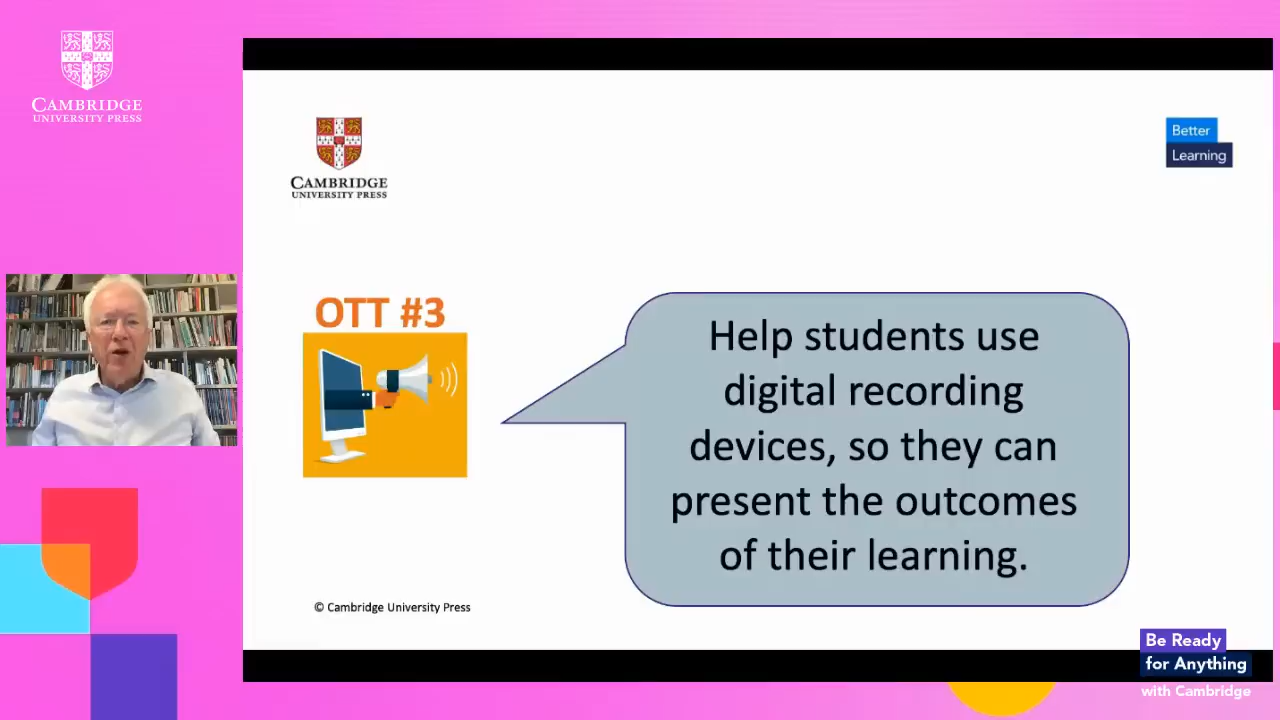 CAMBRIDGE
UNIVERSITY PRESS
CAMBRIDGE
UNIVERSITY PRESS
Better
Learning
OTT #3
Help students use
digital recording
devices, so they can
present the outcomes
of their learning.
© Cambridge University Press
Be Ready
for Anything
with Cambridge